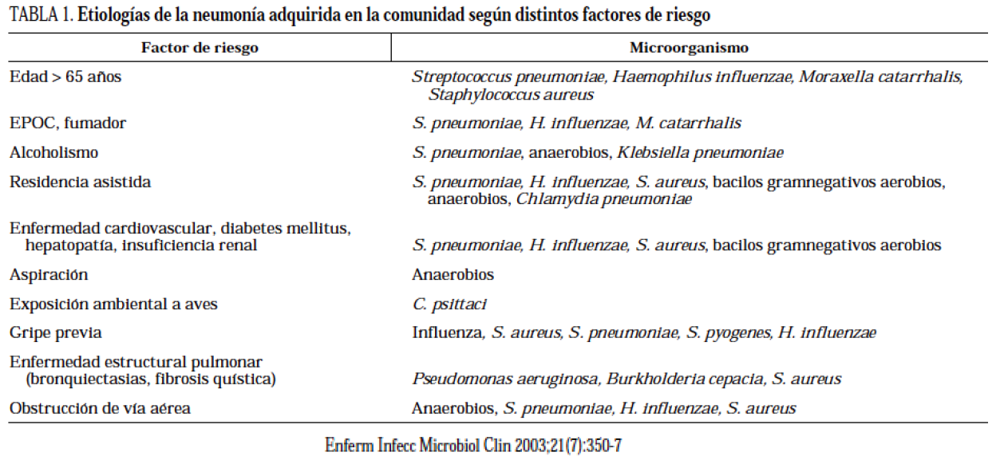 TABLA 1. Etiologías de la neumonía adquirida en la comunidad según distintos factores de riesgo
Factor de riesgo Microorganismo
Edad > 65 años Streptococcus pneumoniae, Haemophilus influenzae, Moraxella catarrhalis,
Staphylococcus aureus
EPOC, fumador S. pneumoniae, H. influenzae, M. catarrhalis
Alcoholismo S. pneumoniae, anaerobios, Klebsiella pneumoniae
Residencia asistida S. pneumoniae, H. influenzae, S. aureus, bacilos gramnegativos aerobios,
anaerobios, Chlamydia pneumoniae
Enfermedad cardiovascular, diabetes mellitus,
hepatopatía, insuficiencia renal S. pneumoniae, H. influenzae, S. aureus, bacilos gramnegativos aerobios
Aspiración Anaerobios
Exposición ambiental a aves C. psittaci
Gripe previa Influenza, S. aureus, S. pneumoniae, S. pyogenes, H. influenzae
Enfermedad estructural pulmonar
(bronquiectasias, fibrosis quística) Pseudomonas aeruginosa, Burkholderia cepacia, S. aureus
Obstrucción de vía aérea Anaerobios, S. pneumoniae, H. influenzae, S. aureus
Enferm Infecc Microbiol Clin 2003;21(7):350-7